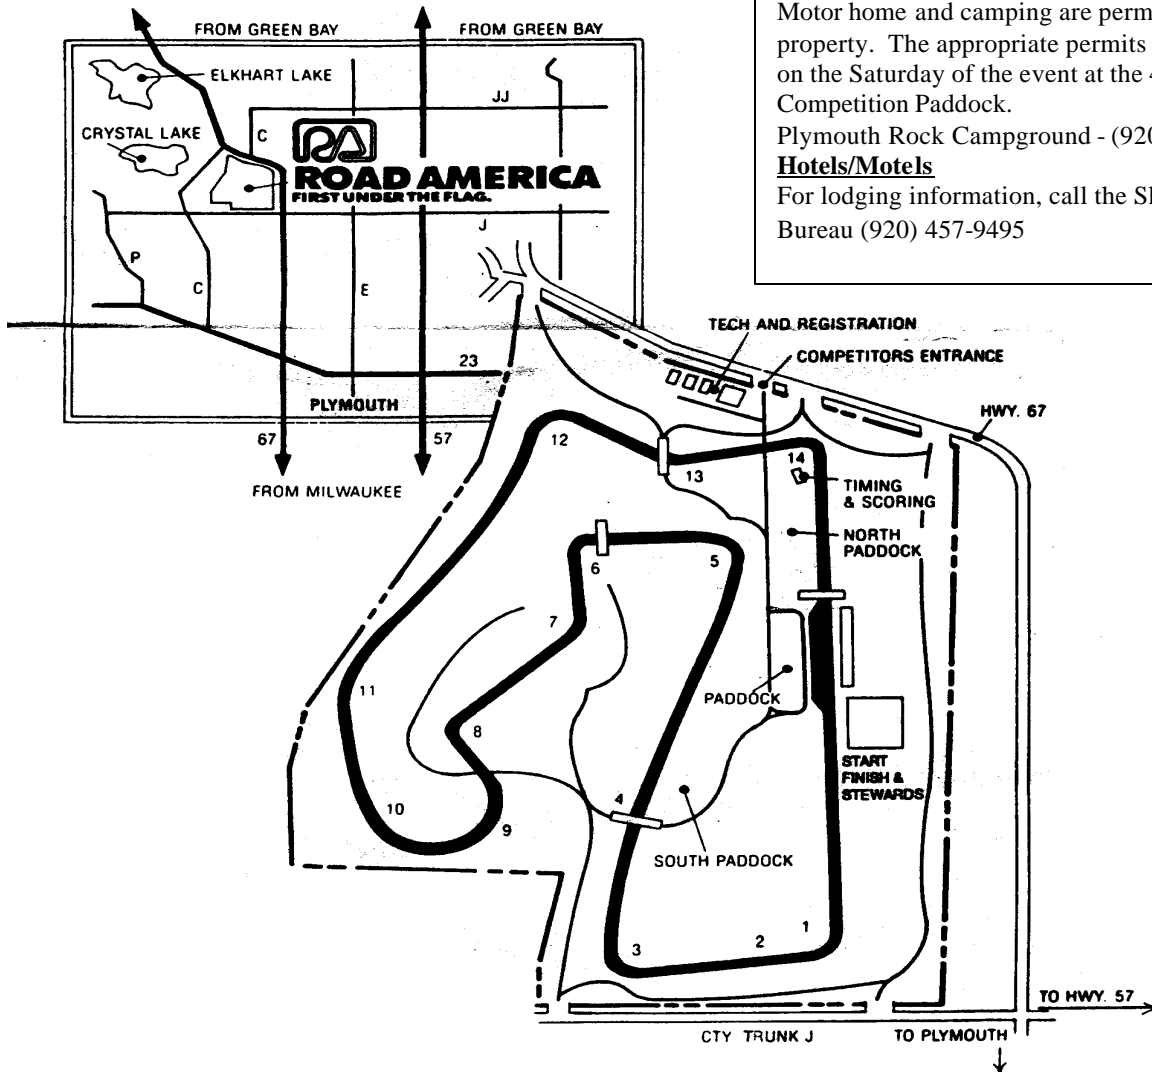 Motor home and camping are perm
property. The appropriate permits
on the Saturday of the event at the 4
Competition Paddock.
Plymouth Rock Campground - (920
Hotels/Motels
For lodging information, call the S
Bureau (920) 457-9495
FROM GREEN BAY
FROM GREEN BAY
ELKHART LAKE
JJ
CRYSTAL LAKE
C
RA
ROAD AMERICA
FIRST UNDER THE FLAG.
J
P
C
E
23
PLYMOUTH
67
57
FROM MILWAUKEE
TECH AND REGISTRATION
COMPETITORS ENTRANCE
HWY. 67
12
13
14
TIMING
& SCORING
NORTH
PADDOCK
5
6
7
PADDOCK
11
8
START
FINISH &
STEWARDS
4
10
9
SOUTH PADDOCK
3
2
1
TO HWY. 57
CTY TRUNK J
TO PLYMOUTH